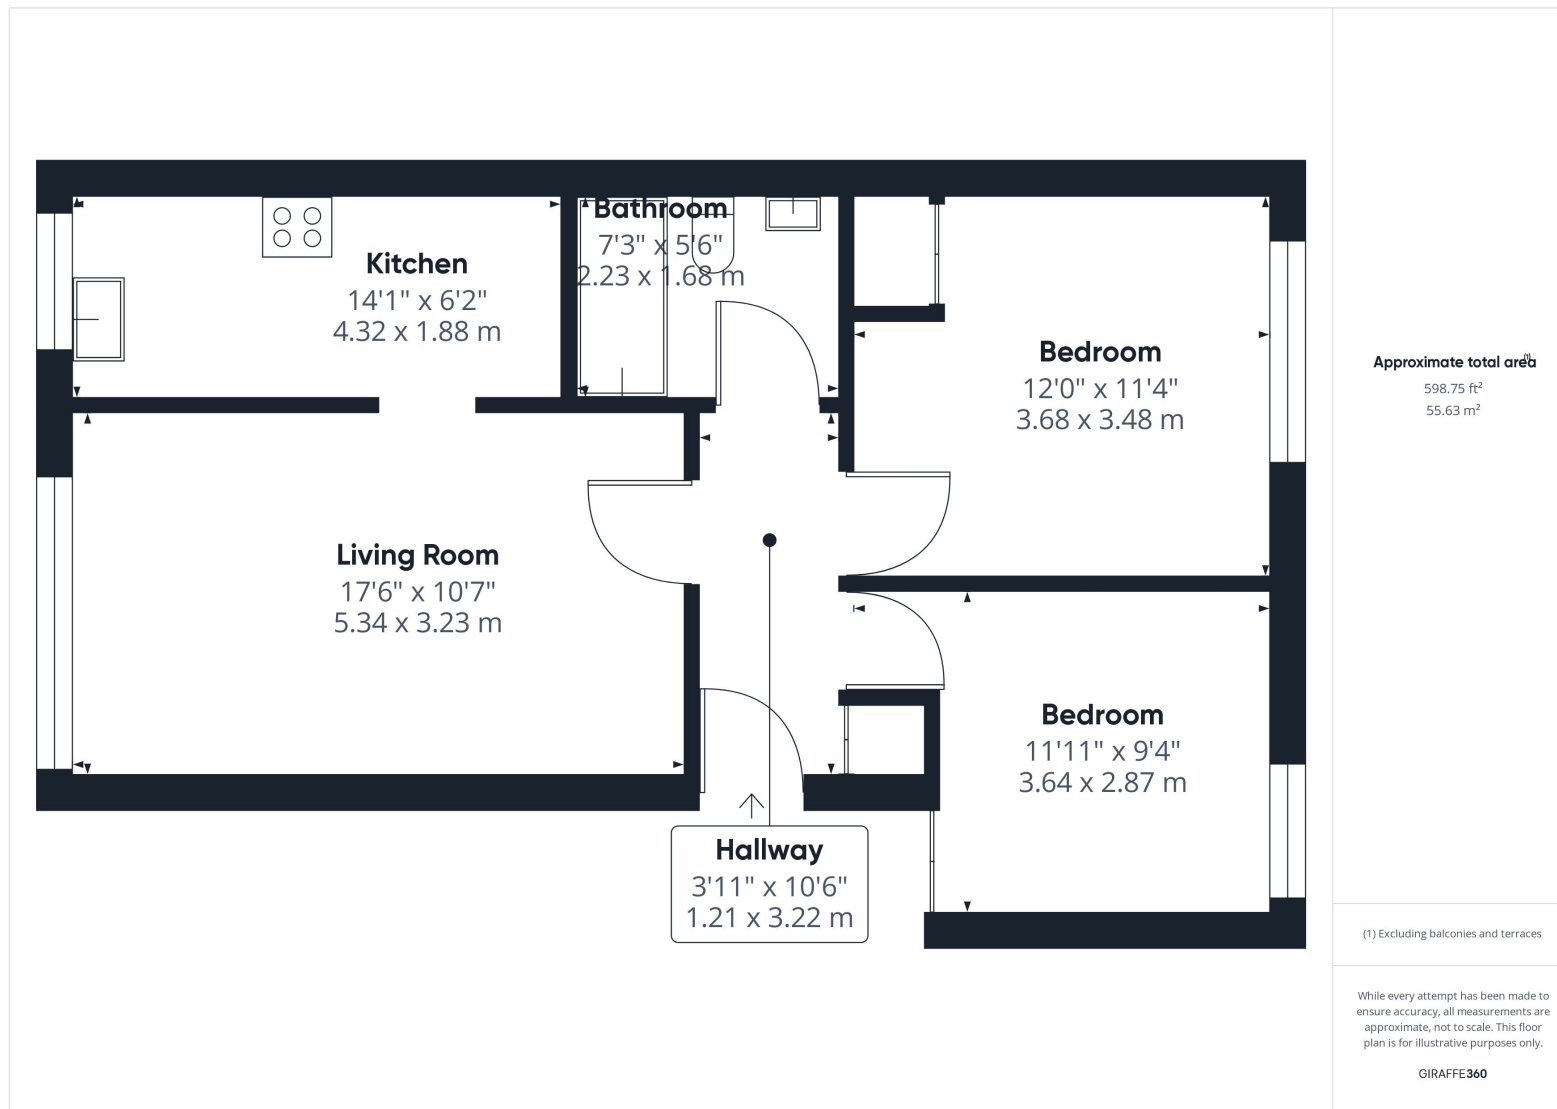 Kitchen
14'1" x 6'2"
4.32 x 1.88 m
Bathroom
7'3" x 5'6"
2.23 x 1.68 m
Bedroom
12'0" x 11'4"
3.68 x 3.48 m
Living Room
17'6" x 10'7"
5.34 x 3.23 m
Bedroom
11'11" x 9'4"
3.64 x 2.87 m
Hallway
3'11" x 10'6"
1.21 x 3.22 m
Approximate total area(1)
598.75 ft²
55.63 m²
(1) Excluding balconies and terraces
While every attempt has been made to
ensure accuracy, all measurements are
approximate, not to scale. This floor
plan is for illustrative purposes only.
GIRAFFE360